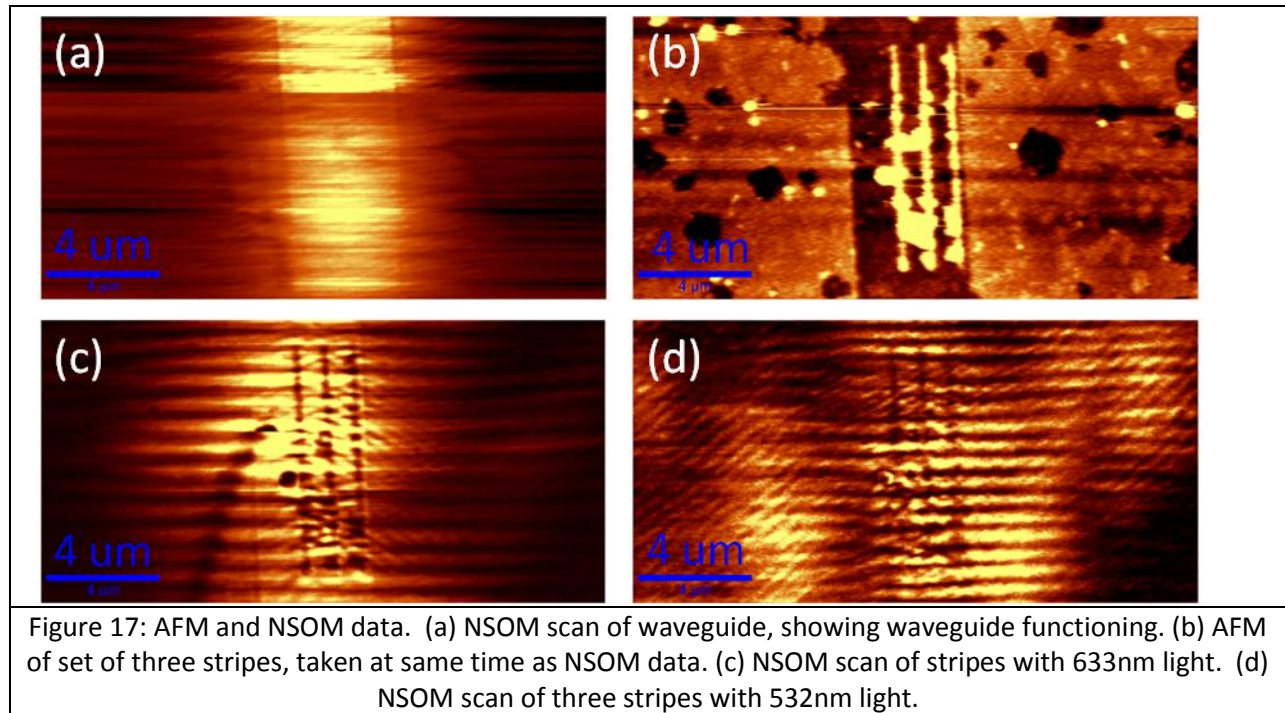 (a)
(b)
4 um
4 µm
4 um
4 µm
(c)
(d)
4 um
4 µm
4 um
4 µm
Figure 17: AFM and NSOM data. (a) NSOM scan of waveguide, showing waveguide functioning. (b) AFM
of set of three stripes, taken at same time as NSOM data. (c) NSOM scan of stripes with 633nm light. (d)
NSOM scan of three stripes with 532nm light.